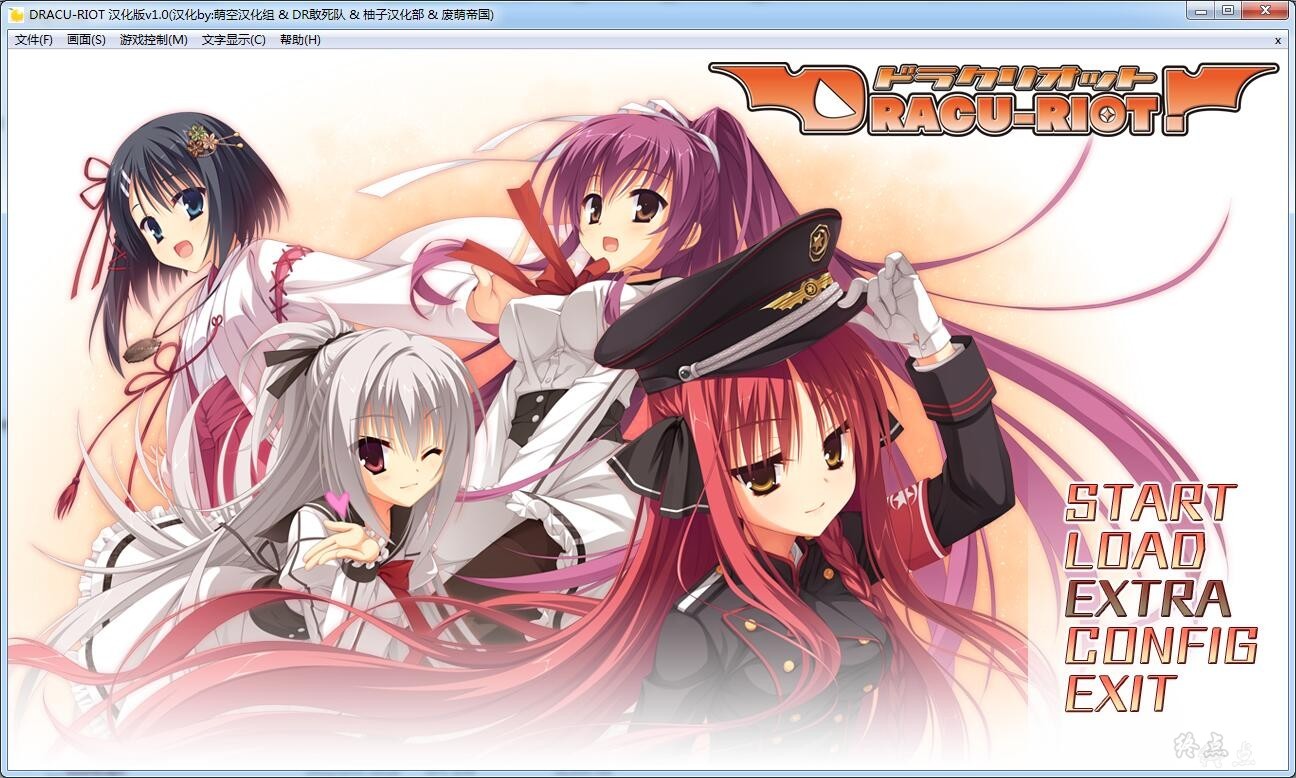 DRACU-RIOT 汉化版v1.0(汉化by:萌空汉化组 & DR敢死队 & 柚子汉化部 & 废萌帝国)
文件(F) 画面(S) 游戏控制(M) 文字显示(C) 帮助(H) x
ドラクリオット
DRACU-RIOT!
START
LOAD
EXTRA
CONFIG
EXIT
终点